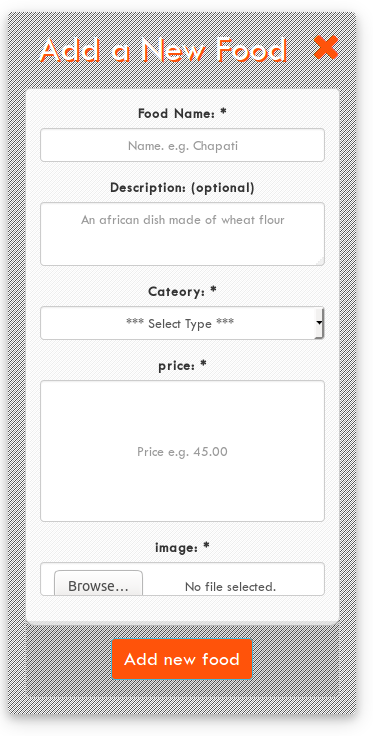 Add a New Food ✖
Food Name: *
Name. e.g. Chapati
Description: (optional)
An african dish made of wheat flour
Cateory: *
*** Select Type ***
price: *
Price e.g. 45.00
image: *
Browse... No file selected.
Add new food